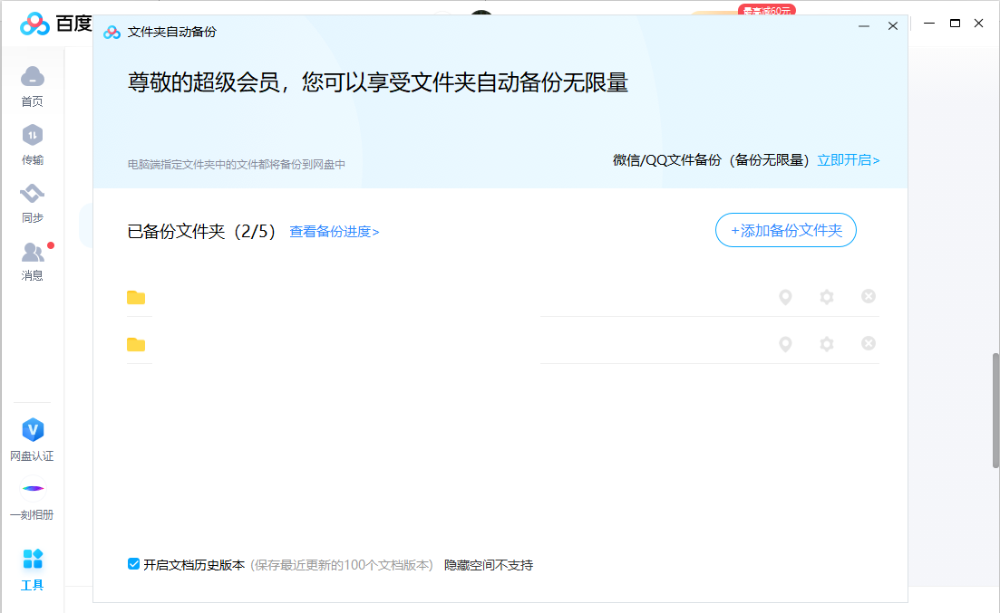 百度
最高减60元
文件夹自动备份
尊敬的超级会员，您可以享受文件夹自动备份无限量
电脑端指定文件夹中的文件都将备份到网盘中
微信/QQ文件备份（备份无限量） 立即开启>
已备份文件夹（2/5） 查看备份进度>
+添加备份文件夹
开启文档历史版本 (保存最近更新的100个文档版本) 隐藏空间不支持
首页
传输
同步
消息
网盘认证
一刻相册
工具